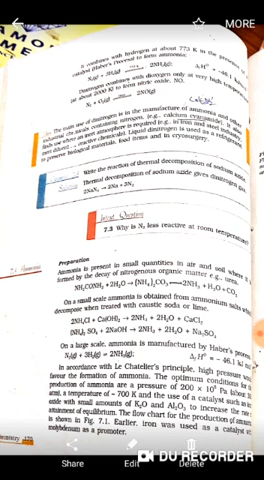 MORE
It combines with hydrogen at about 773 K in the presence of a
catalyst (Haber's Process) to form ammonia:
N₂(g) + 3H₂(g) 2NH₃(g);
Dinitrogen combines with dioxygen only at very high temperature
(at about 2000 K) to form nitric oxide, NO.
N₂ + O₂(g) 2NO(g)
The main use of dinitrogen is in the manufacture of ammonia and other
industrial chemicals containing nitrogen, (e.g., calcium cyanamide). It also
finds use where an inert atmosphere is required (e.g., in iron and steel industry,
inert diluent reactive chemicals). Liquid dinitrogen is used as a refrigerant
to preserve biological materials, food items and in cryosurgery.
Write the reaction of thermal decomposition of sodium azide
Solution Thermal decomposition of sodium azide gives dinitrogen gas.
2NaN₃ → 2Na + 3N₂
Intext Question
7.3 Why is N₂ less reactive at room temperature?
7.4 Ammonia
Preparation
Ammonia is present in small quantities in air and soil where it is
formed by the decay of nitrogenous organic matter e.g., urea.
NH₂CONH₂ + 2H₂O → (NH₄)₂CO₃ 2NH₃ + H₂O + CO₂
On a small scale ammonia is obtained from ammonium salts which
decompose when treated with caustic soda or lime.
2NH₄Cl + Ca(OH)₂ → 2NH₃ + 2H₂O + CaCl₂
(NH₄)₂ SO₄ + 2NaOH → 2NH₃ + 2H₂O + Na₂SO₄
On a large scale, ammonia is manufactured by Haber's process.
N₂(g) + 3H₂(g) 2NH₃(g); ΔfH° = – 46.1 kJ
In accordance with Le Chatelier's principle, high pressure would
favour the formation of ammonia. The optimum conditions for the
production of ammonia are a pressure of 200 × 10⁵ Pa (about 200
atm), a temperature of ~ 700 K and the use of a catalyst such as iron
oxide with small amounts of K₂O and Al₂O₃ to increase the rate of
attainment of equilibrium. The flow chart for the production of ammonia
is shown in Fig. 7.1. Earlier, iron was used as a catalyst with
molybdenum as a promoter.
Chemistry
DU RECORDER
Share
Edit
Delete